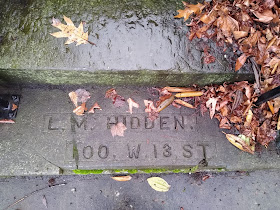 L. M. HIDDEN.
100. W. 13 ST